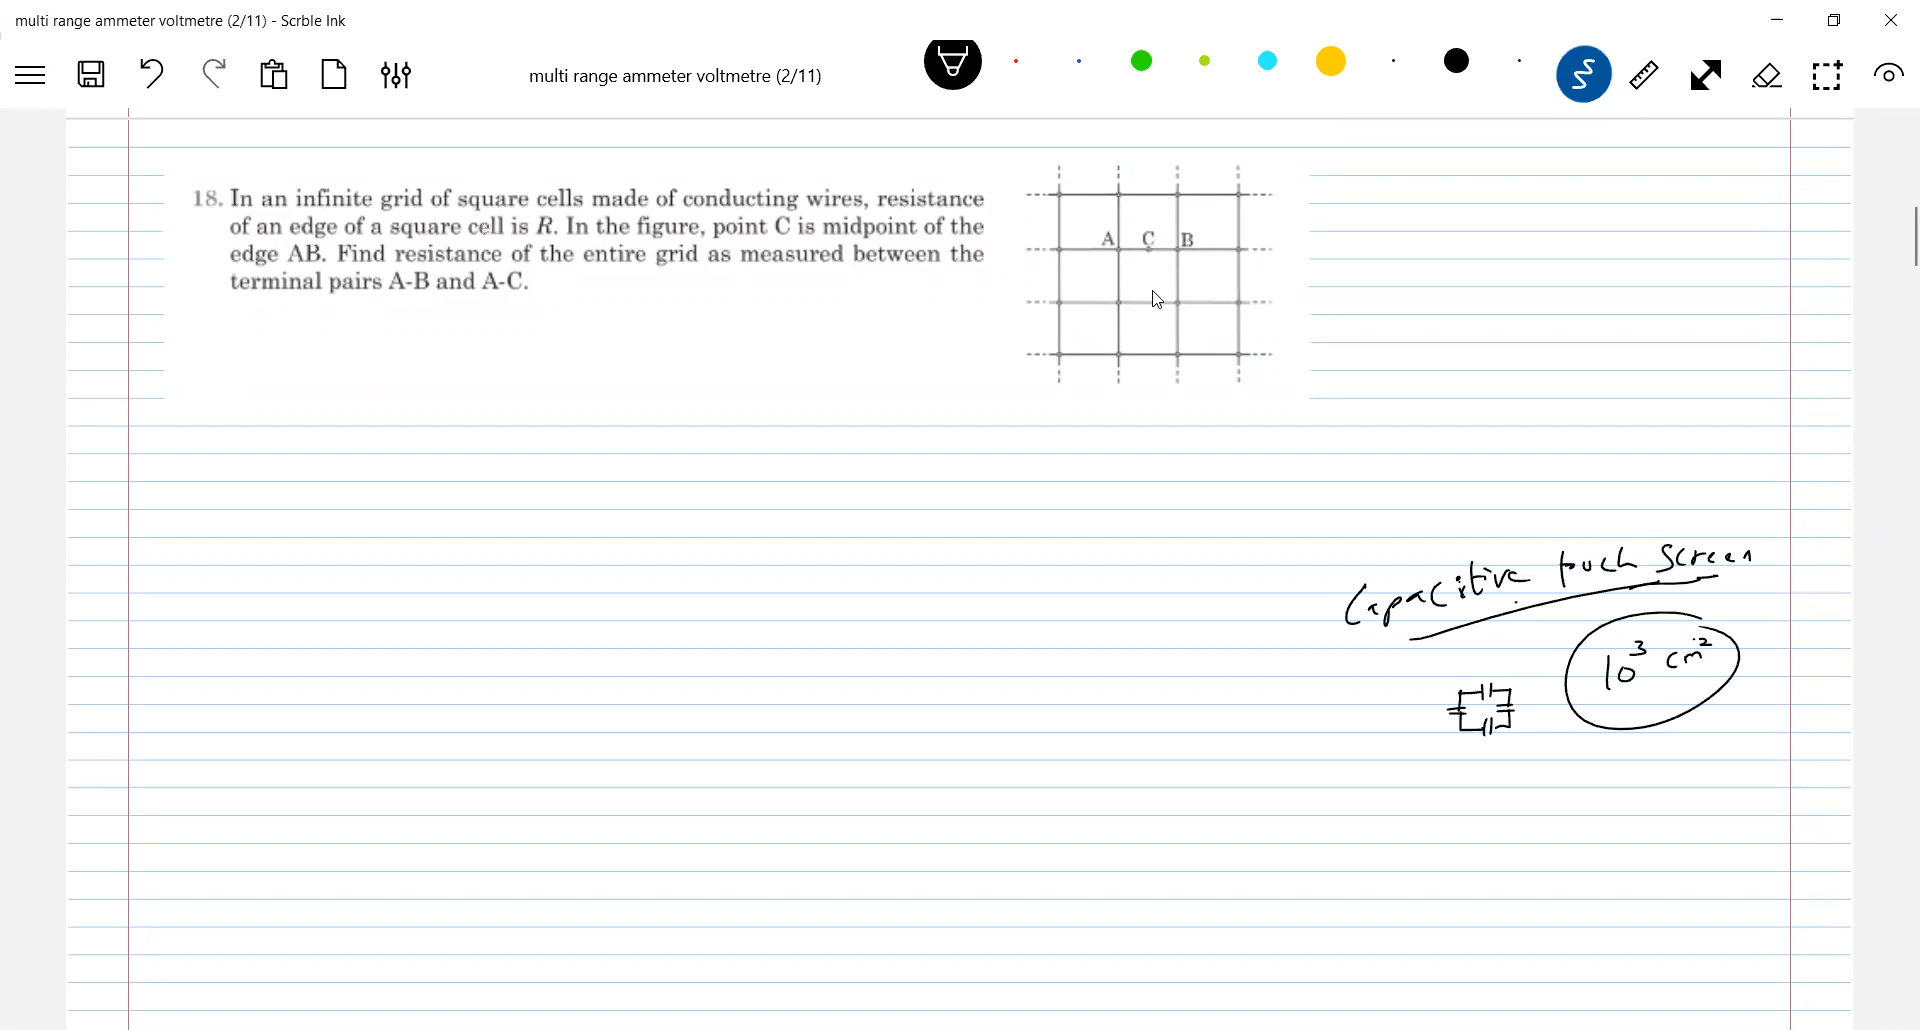 multi range ammeter voltmetre (2/11) - Scrble Ink
multi range ammeter voltmetre (2/11)
18. In an infinite grid of square cells made of conducting wires, resistance
of an edge of a square cell is R. In the figure, point C is midpoint of the
edge AB. Find resistance of the entire grid as measured between the
terminal pairs A-B and A-C.
A C B
Capacitive touch Screen
10³ cm²